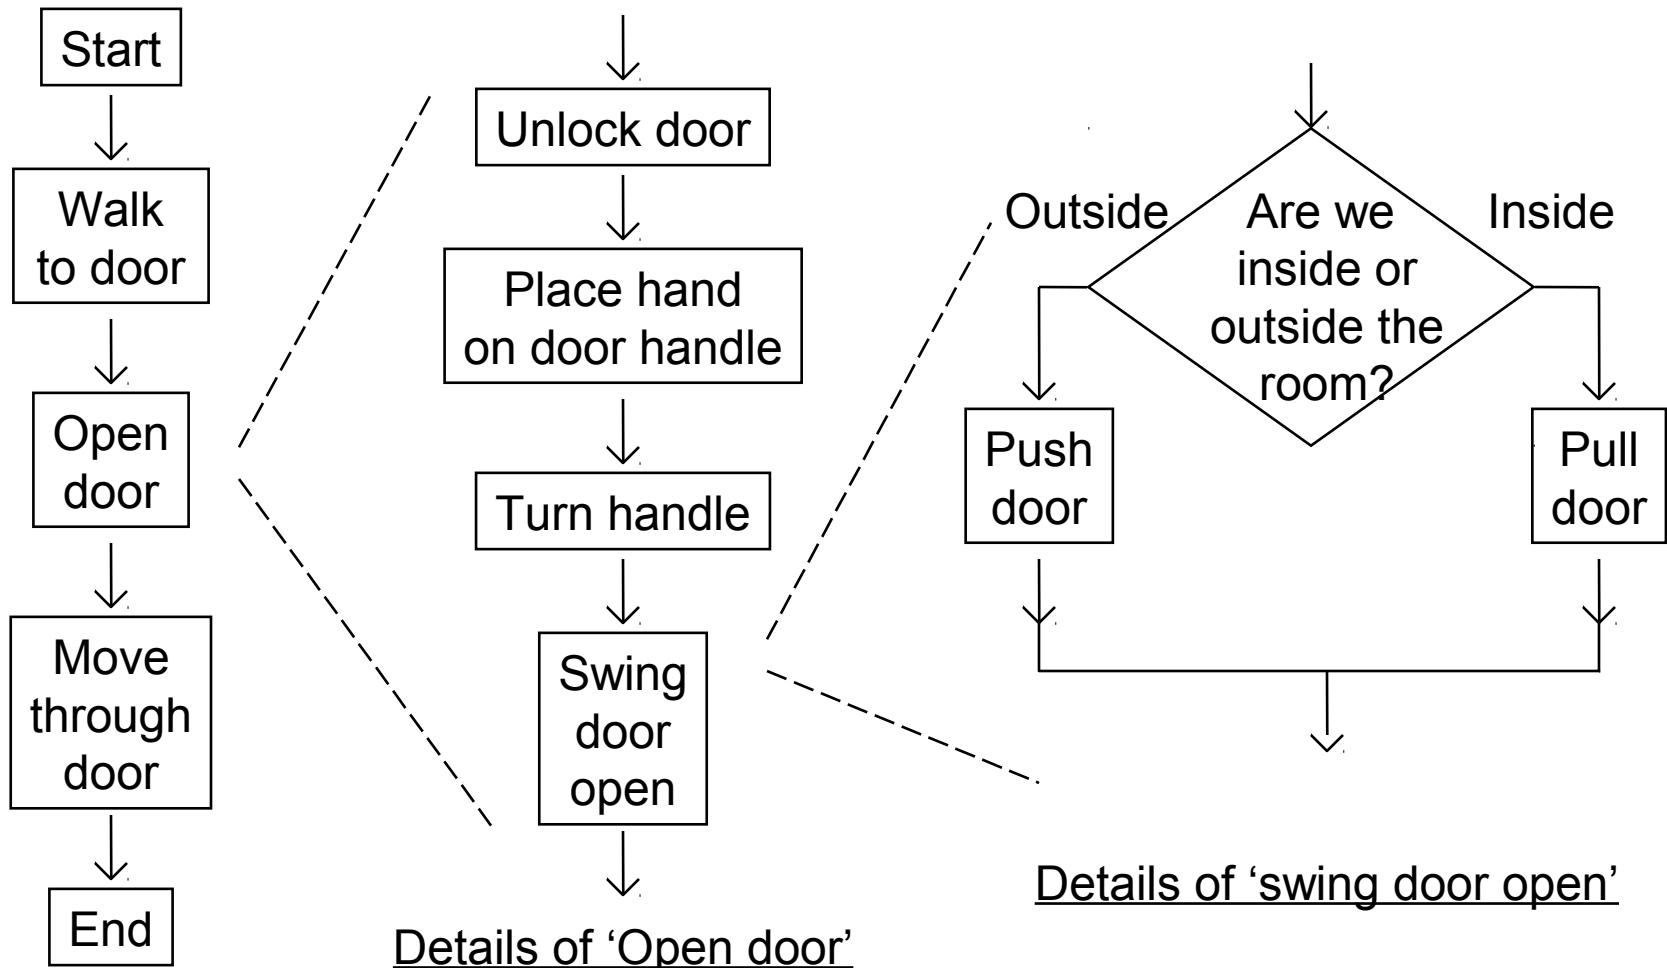 Start
Walk
to door
Open
door
Move
through
door
End
Unlock door
Place hand
on door handle
Turn handle
Swing
door
open
Details of ‘Open door’
Outside
Are we
inside or
outside the
room?
Inside
Push
door
Pull
door
Details of ‘swing door open’